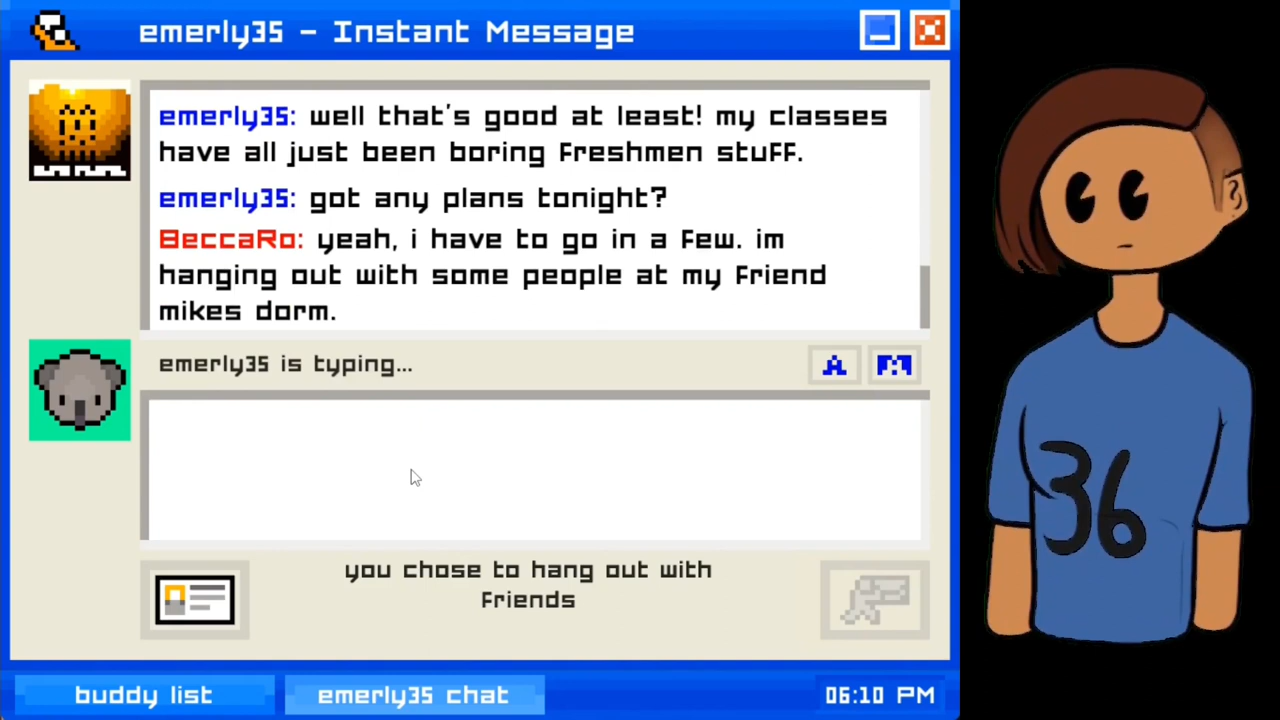 emerly35 - Instant Message
emerly35: well that's good at least! my classes
have all just been boring Freshmen stuFF.
emerly35: got any plans tonight?
BeccaRo: yeah, i have to go in a Few. im
hanging out with some people at my Friend
mikes dorm.
emerly35 is typing...
A
you chose to hang out with
Friends
buddy list
emerly35 chat
06:10 PM
36